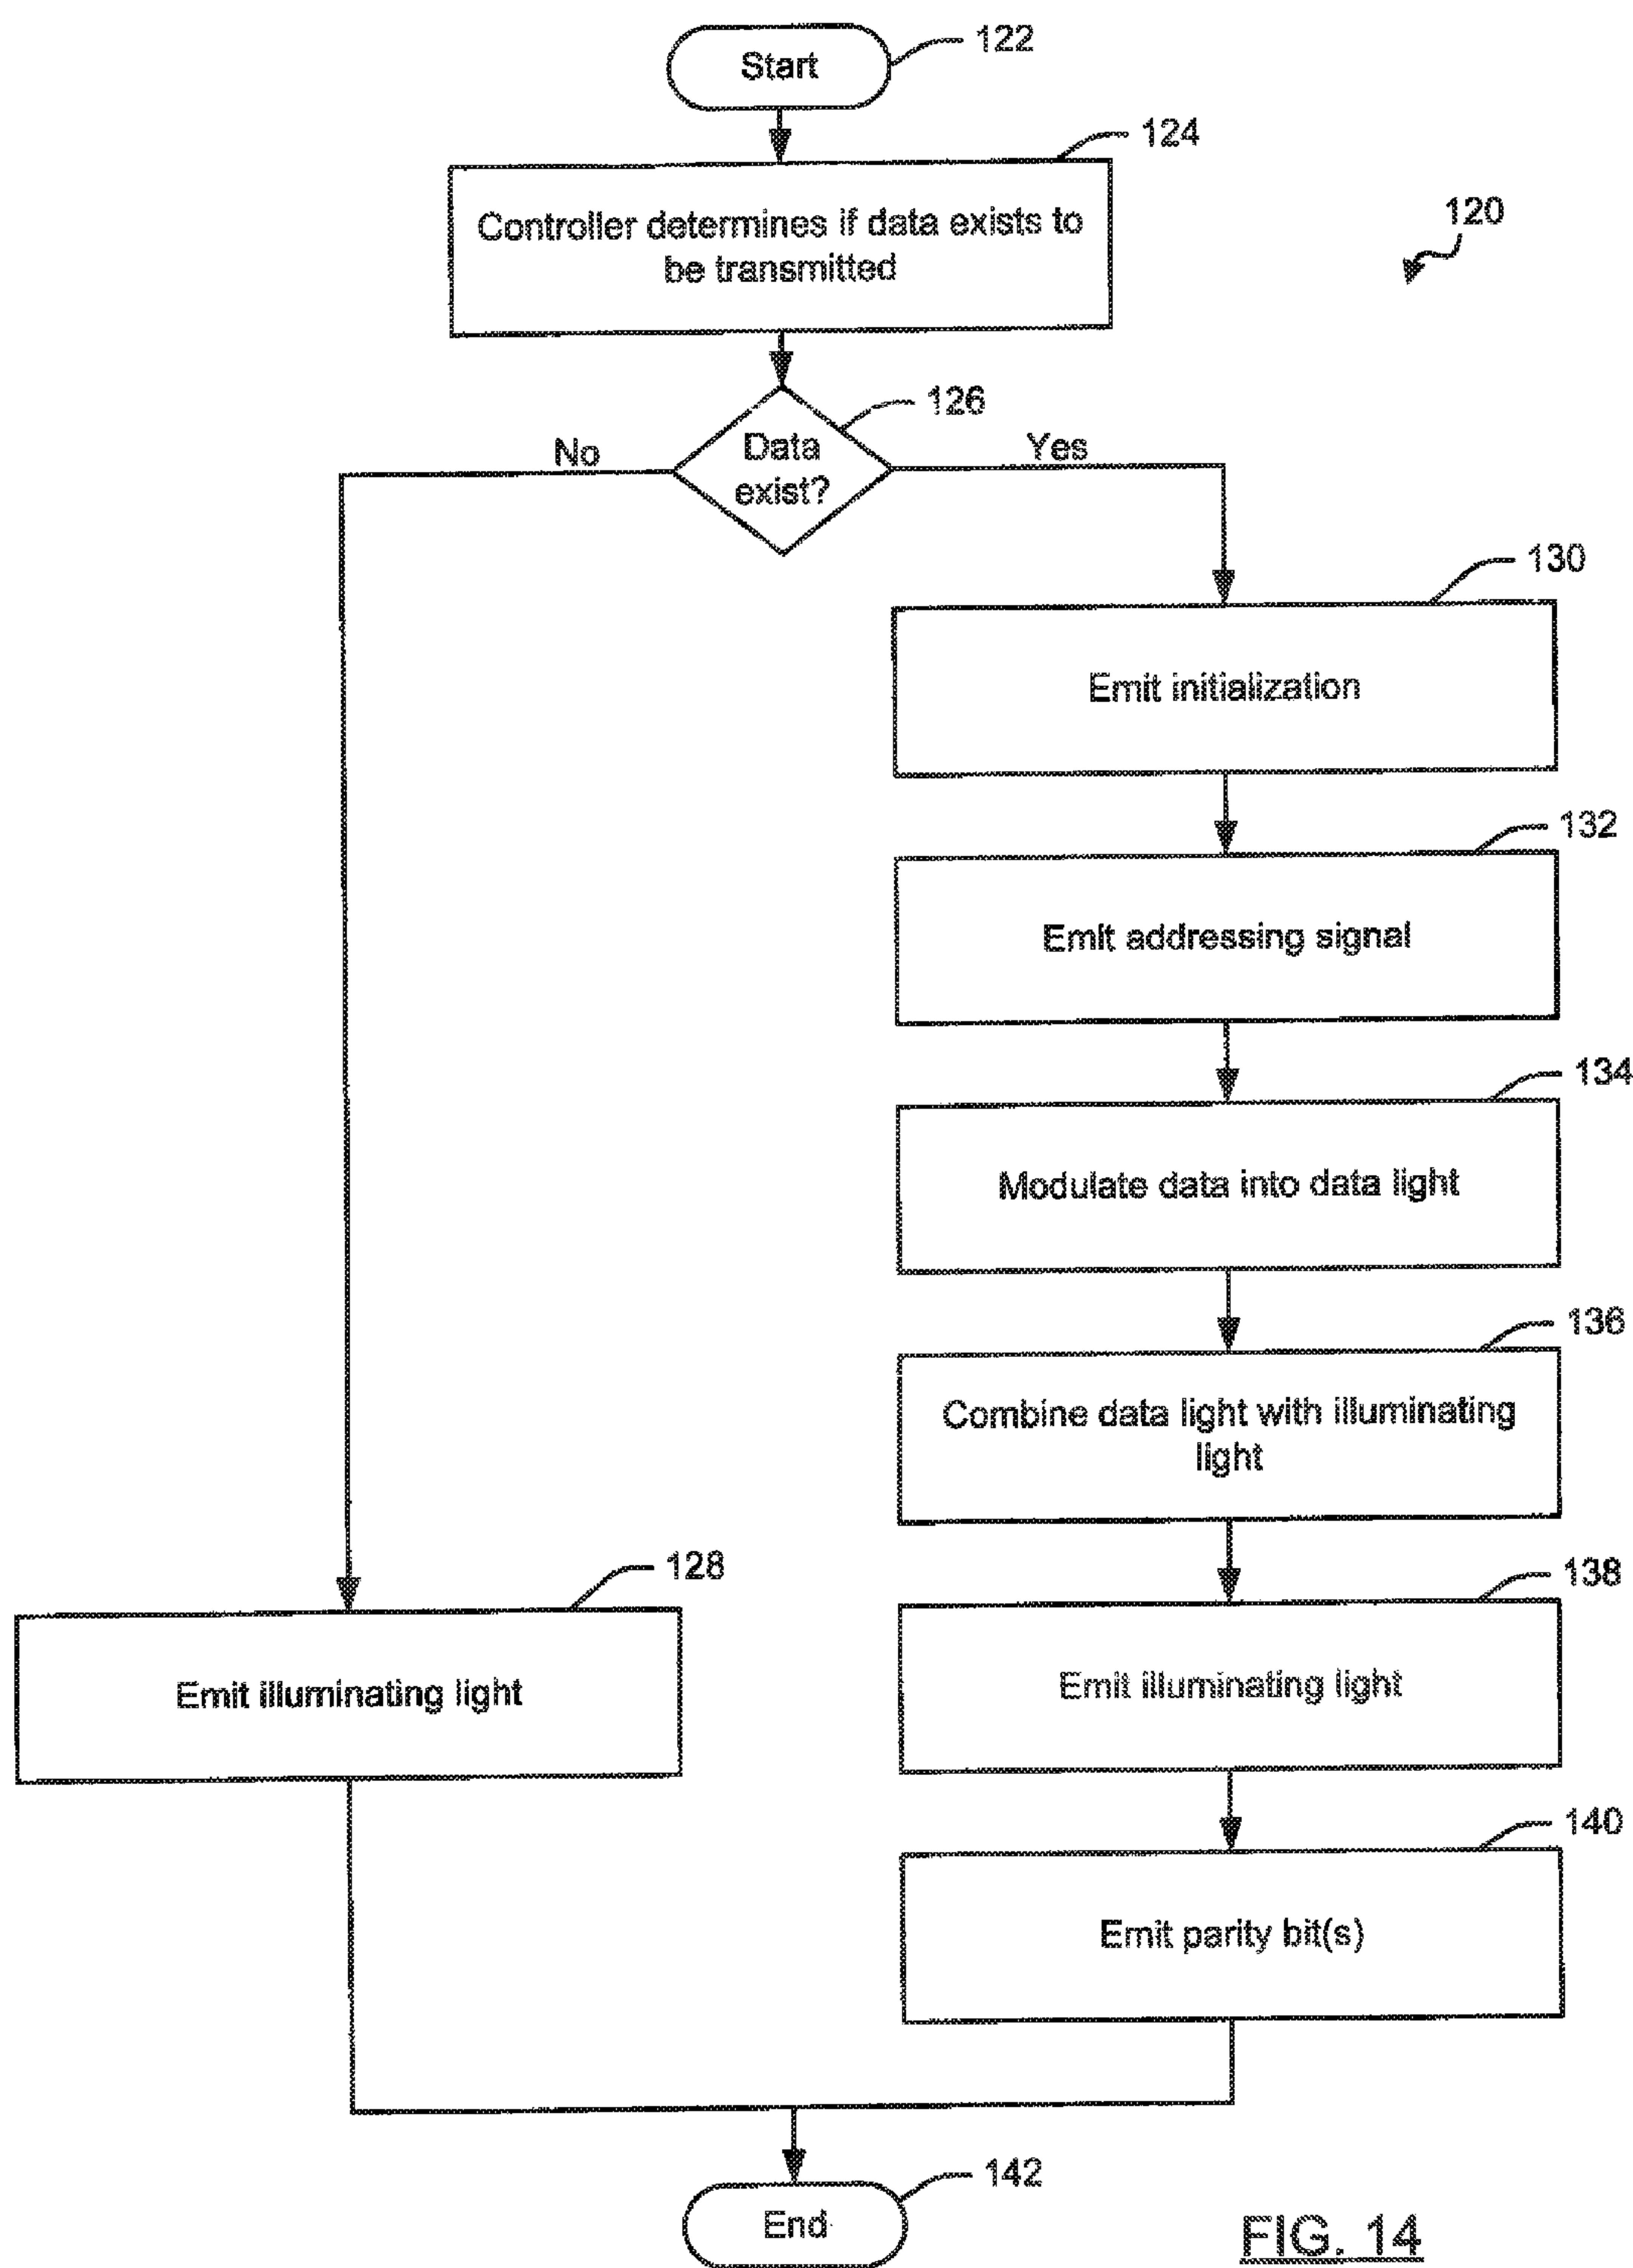 Start
122
124
Controller determines if data exists to
be transmitted
120
126
Data
exist?
No
Yes
130
Emit initialization
132
Emit addressing signal
134
Modulate data into data light
136
Combine data light with illuminating
light
128
Emit illuminating light
138
Emit illuminating light
140
Emit parity bit(s)
142
End
FIG. 14